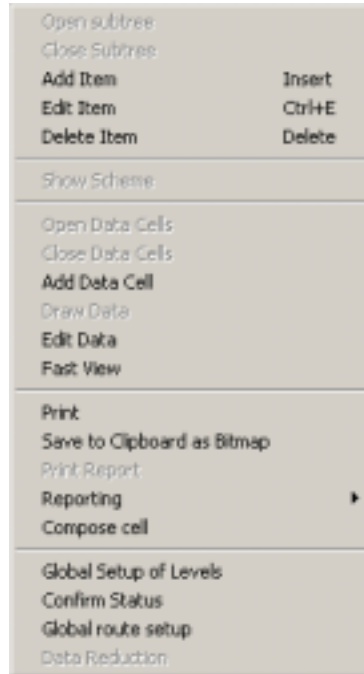 Open subtree
Close Subtree
Add Item Insert
Edit Item Ctrl+E
Delete Item Delete
Show Scheme
Open Data Cells
Close Data Cells
Add Data Cell
Draw Data
Edit Data
Fast View
Print
Save to Clipboard as Bitmap
Print Report
Reporting
Compose cell
Global Setup of Levels
Confirm Status
Global route setup
Data Reduction